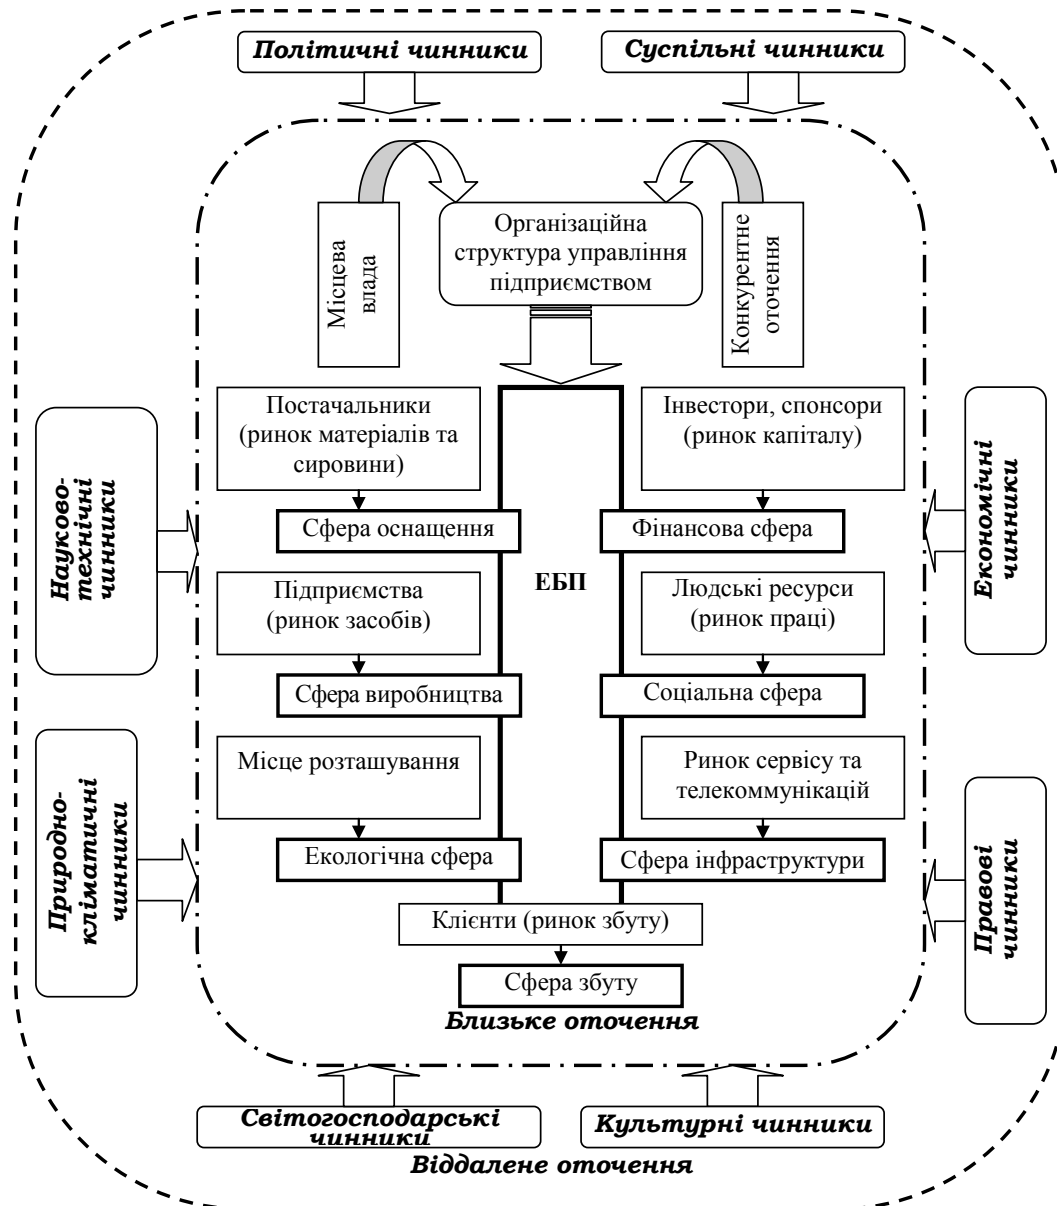 Політичні чинники
Суспільні чинники
Місцева
влада
Організаційна
структура управління
підприємством
Конкурентне
оточення
Науково-
технічні
чинники
Постачальники
(ринок матеріалів та
сировини)
Сфера оснащення
Інвестори, спонсори
(ринок капіталу)
Фінансова сфера
Економічні
чинники
ЕБП
Підприємства
(ринок засобів)
Сфера виробництва
Людські ресурси
(ринок праці)
Соціальна сфера
Природно-
кліматичні
чинники
Місце розташування
Екологічна сфера
Ринок сервісу та
телекоммунікацій
Сфера інфраструктури
Правові
чинники
Клієнти (ринок збуту)
Сфера збуту
Близьке оточення
Світогосподарські
чинники
Культурні чинники
Віддалене оточення